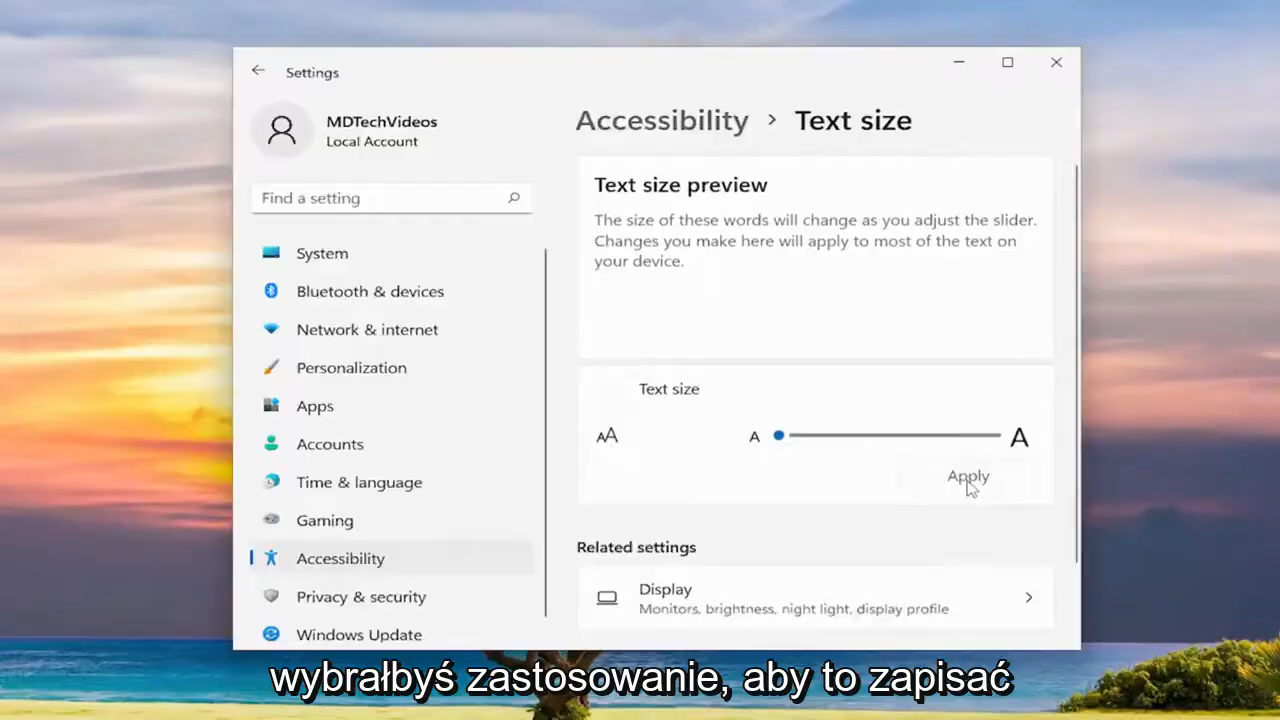 Settings
MDTechVideos
Local Account
Find a setting
System
Bluetooth & devices
Network & internet
Personalization
Apps
Accounts
Time & language
Gaming
Accessibility
Privacy & security
Windows Update
Accessibility > Text size
Text size preview
The size of these words will change as you adjust the slider.
Changes you make here will apply to most of the text on
your device.
Text size
A A
Apply
Related settings
Display
Monitors, brightness, night light, display profile
wybrałbyś zastosowanie, aby to zapisać